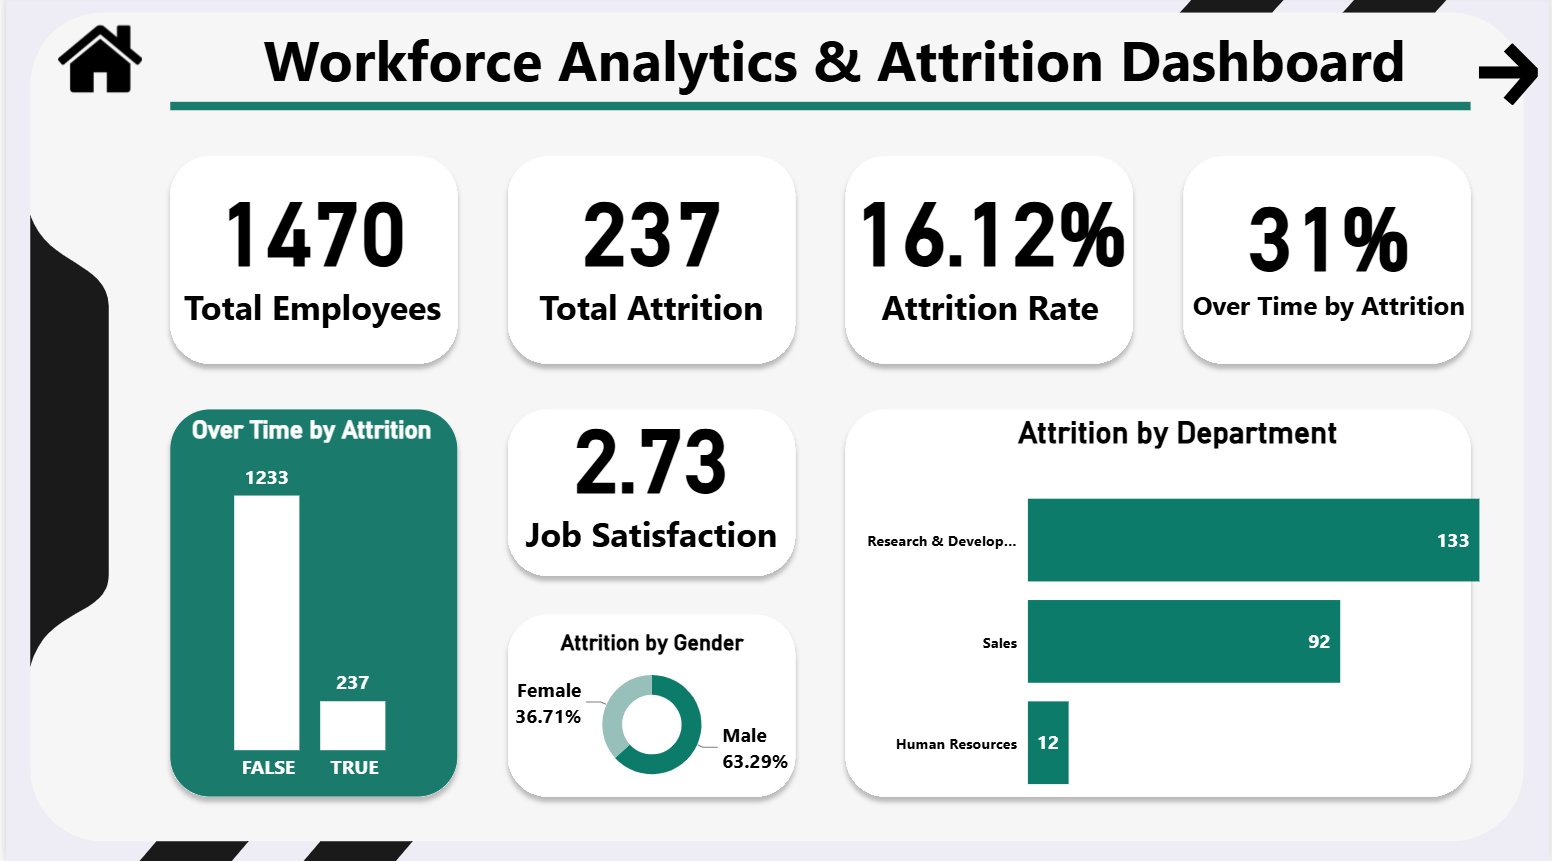 Workforce Analytics & Attrition Dashboard
1470
Total Employees
237
Total Attrition
16.12%
Attrition Rate
31%
Over Time by Attrition
Over Time by Attrition
1233
237
FALSE
TRUE
2.73
Job Satisfaction
Attrition by Gender
Female
36.71%
Male
63.29%
Attrition by Department
Research & Develop...
133
Sales
92
Human Resources
12